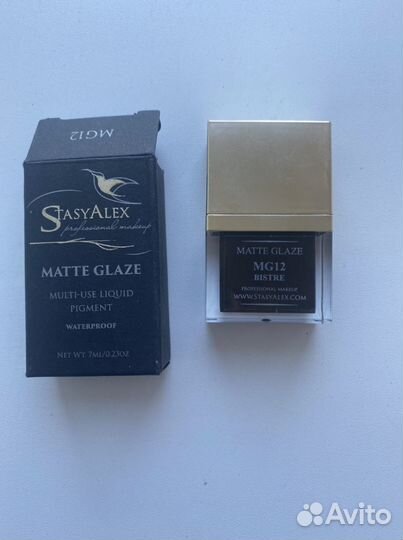 MG12
STASYALEX
professional makeup
MATTE GLAZE
MULTI-USE LIQUID
PIGMENT
WATERPROOF
NET WT. 7ML/0.23OZ
MATTE GLAZE
MG12
BISTRE
PROFESSIONAL MAKEUP
WWW.STASYALEX.COM
Avito